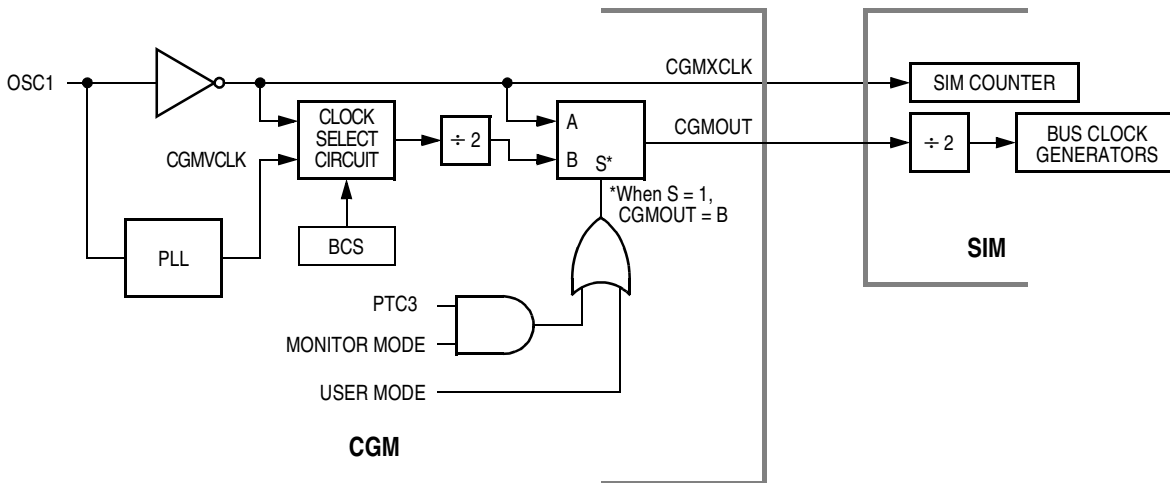 OSC1
CGMXCLK
SIM COUNTER
CLOCK
SELECT
CIRCUIT
÷ 2
A
B
S*
CGMOUT
÷ 2
BUS CLOCK
GENERATORS
CGMVCLK
*When S = 1,
CGMOUT = B
PLL
BCS
SIM
PTC3
MONITOR MODE
USER MODE
CGM